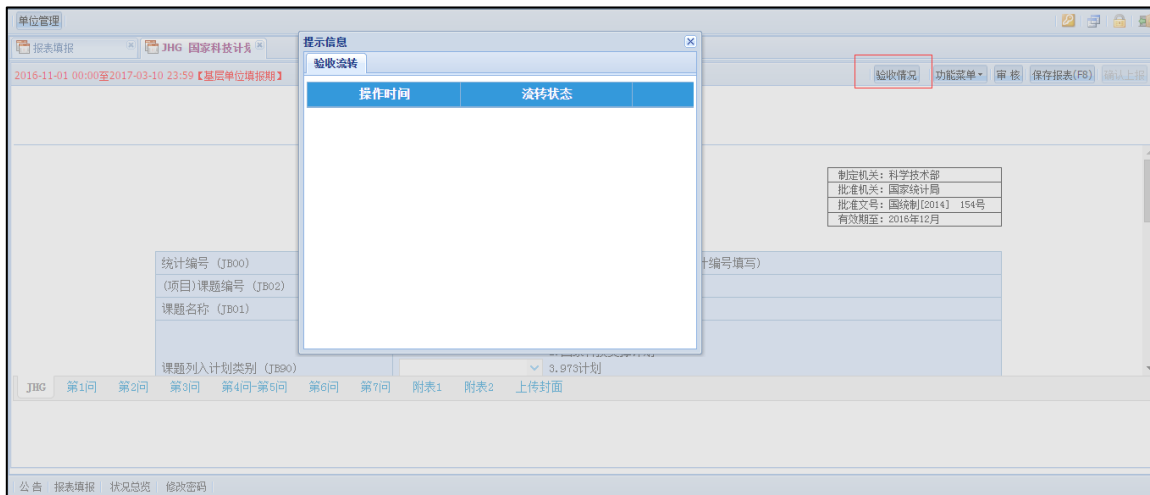 单位管理
报表填报 JHG 国家科技计划
提示信息
验收流转
2016-11-01 00:00至2017-03-10 23:59【基层单位填报期】
验收情况 功能菜单 审 核 保存报表(F8) 确认上报
操作时间 流转状态
制定机关：科学技术部
批准机关：国家统计局
批准文号：国统制[2014] 154号
有效期至：2016年12月
统计编号 (JB00)
计编号填写)
(项目)课题编号 (JB02)
课题名称 (JB01)
课题列入计划类别 (JB90)
3.973计划
JHG 第1问 第2问 第3问 第4问-第5问 第6问 第7问 附表1 附表2 上传封面
公 告 报表填报 状况总览 修改密码